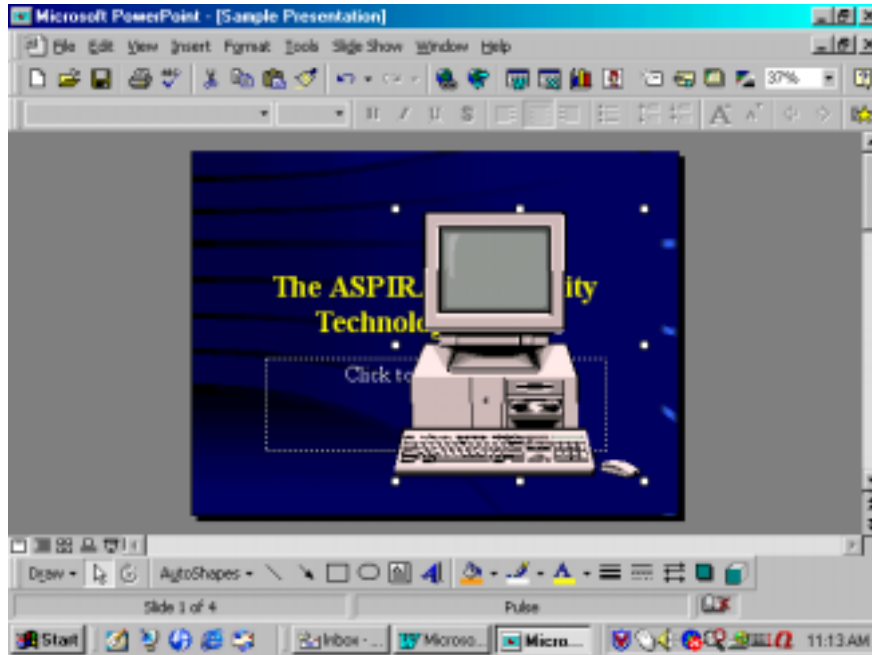 Microsoft PowerPoint - [Sample Presentation]
File Edit View Insert Format Tools Slide Show Window Help
37%
B I U S
The ASPIR ity
Technolog
Click to
Draw AutoShapes
Slide 1 of 4 Pulse
Start Inbox - ... Microso... Micro... 11:13 AM